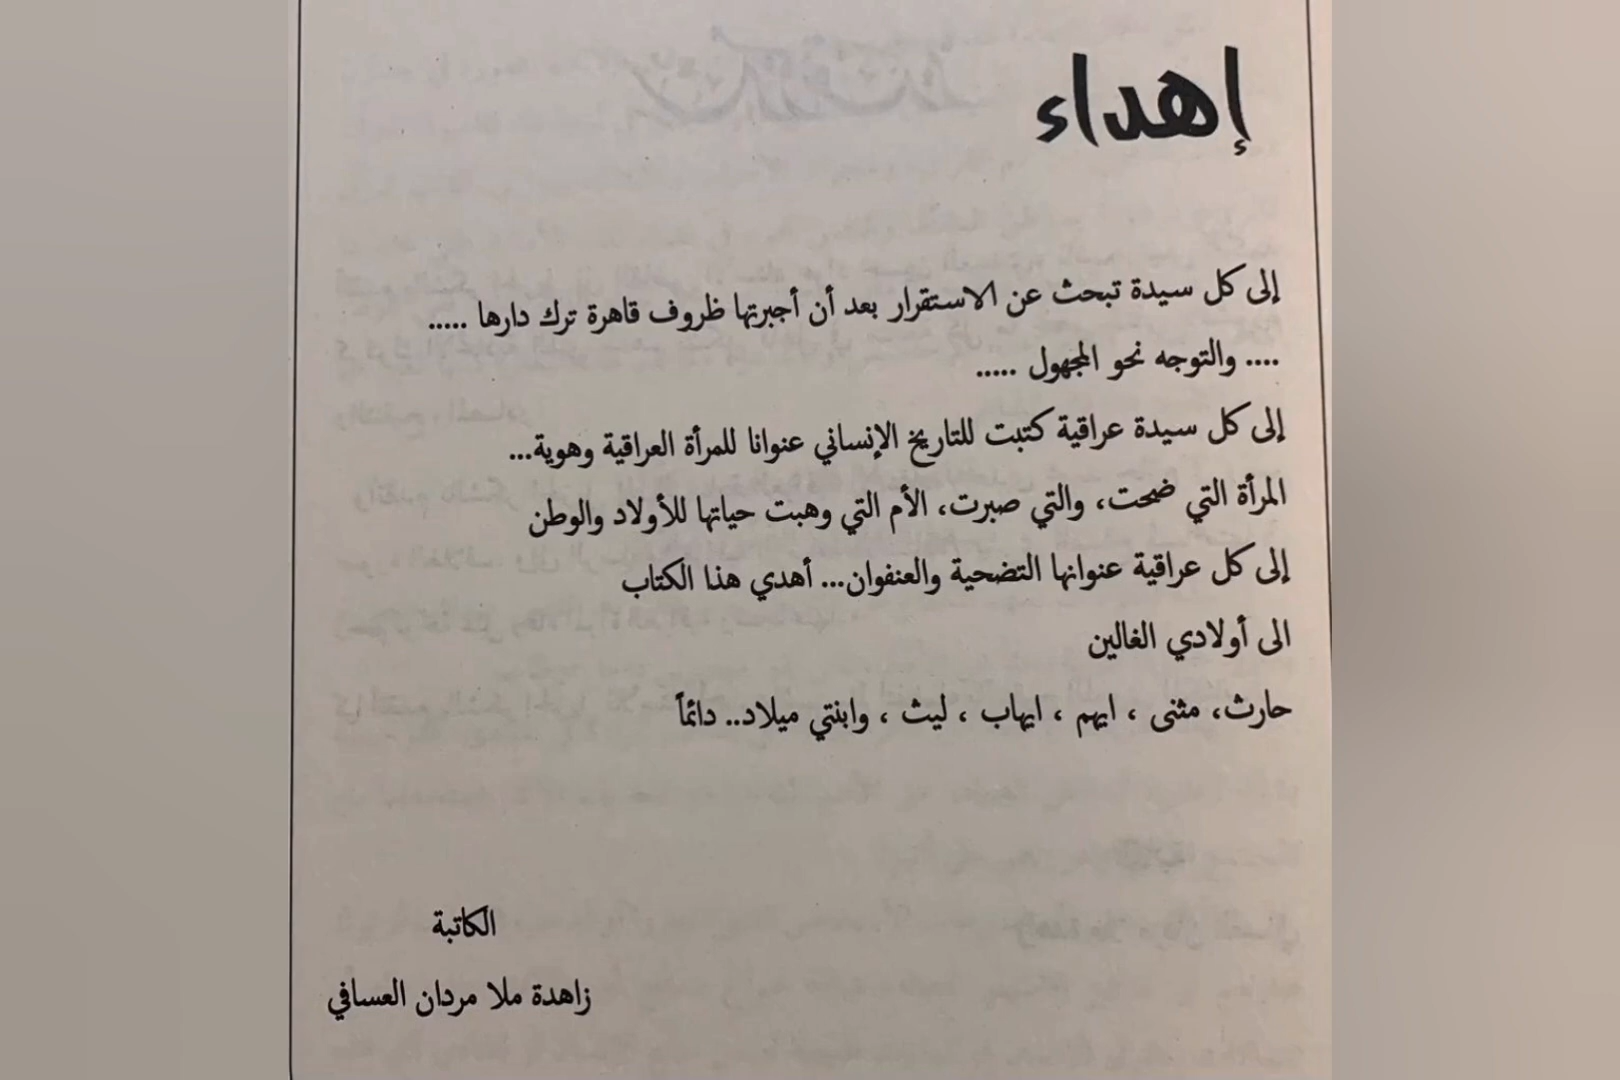 إهداء
إلى كل سيدة تبحث عن الاستقرار بعد أن أجبرتها ظروف قاهرة ترك دارها .....
.... والتوجه نحو المجهول .....
إلى كل سيدة عراقية كتبت للتاريخ الإنساني عنوانا للمرأة العراقية وهوية...
المرأة التي ضحت، والتي صبرت، الأم التي وهبت حياتها للأولاد والوطن
إلى كل عراقية عنوانها التضحية والعنفوان... أهدي هذا الكتاب
الى أولادي الغالين
حارث، مثنى ، ايهم ، ايهاب ، ليث ، وابنتي ميلاد.. دائماً
الكاتبة
زاهدة ملا مردان العسافي